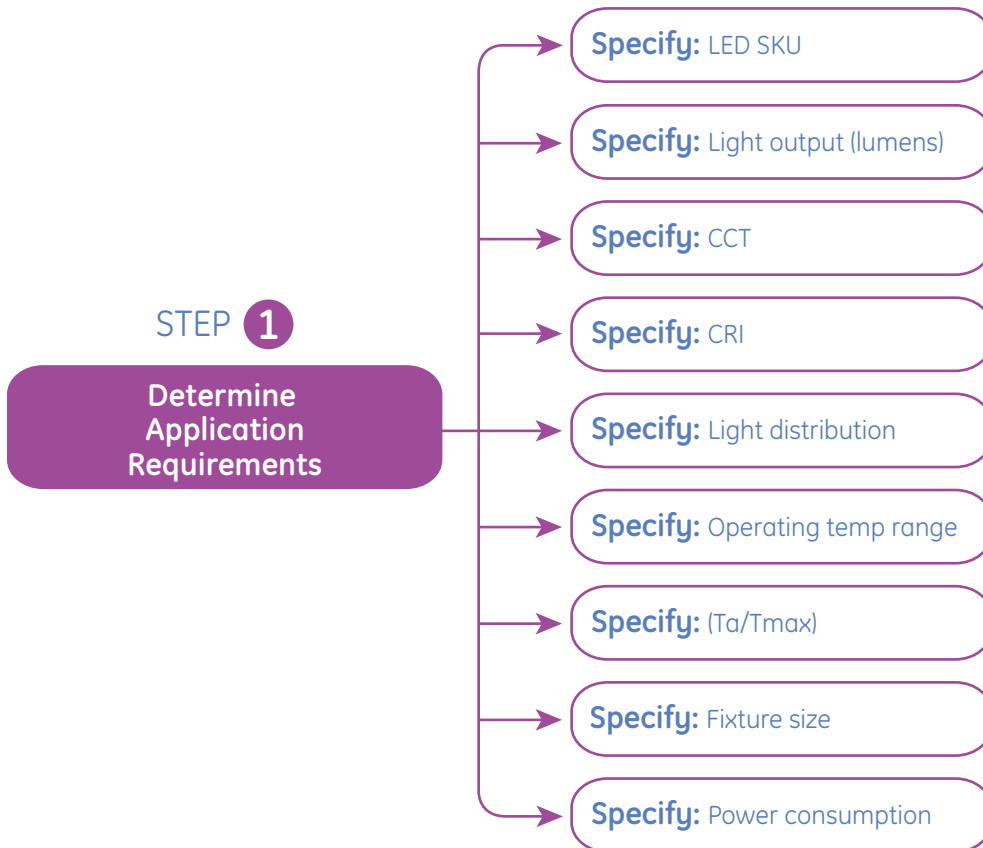 STEP 1
Determine
Application
Requirements
Specify: LED SKU
Specify: Light output (lumens)
Specify: CCT
Specify: CRI
Specify: Light distribution
Specify: Operating temp range
Specify: (Ta/Tmax)
Specify: Fixture size
Specify: Power consumption